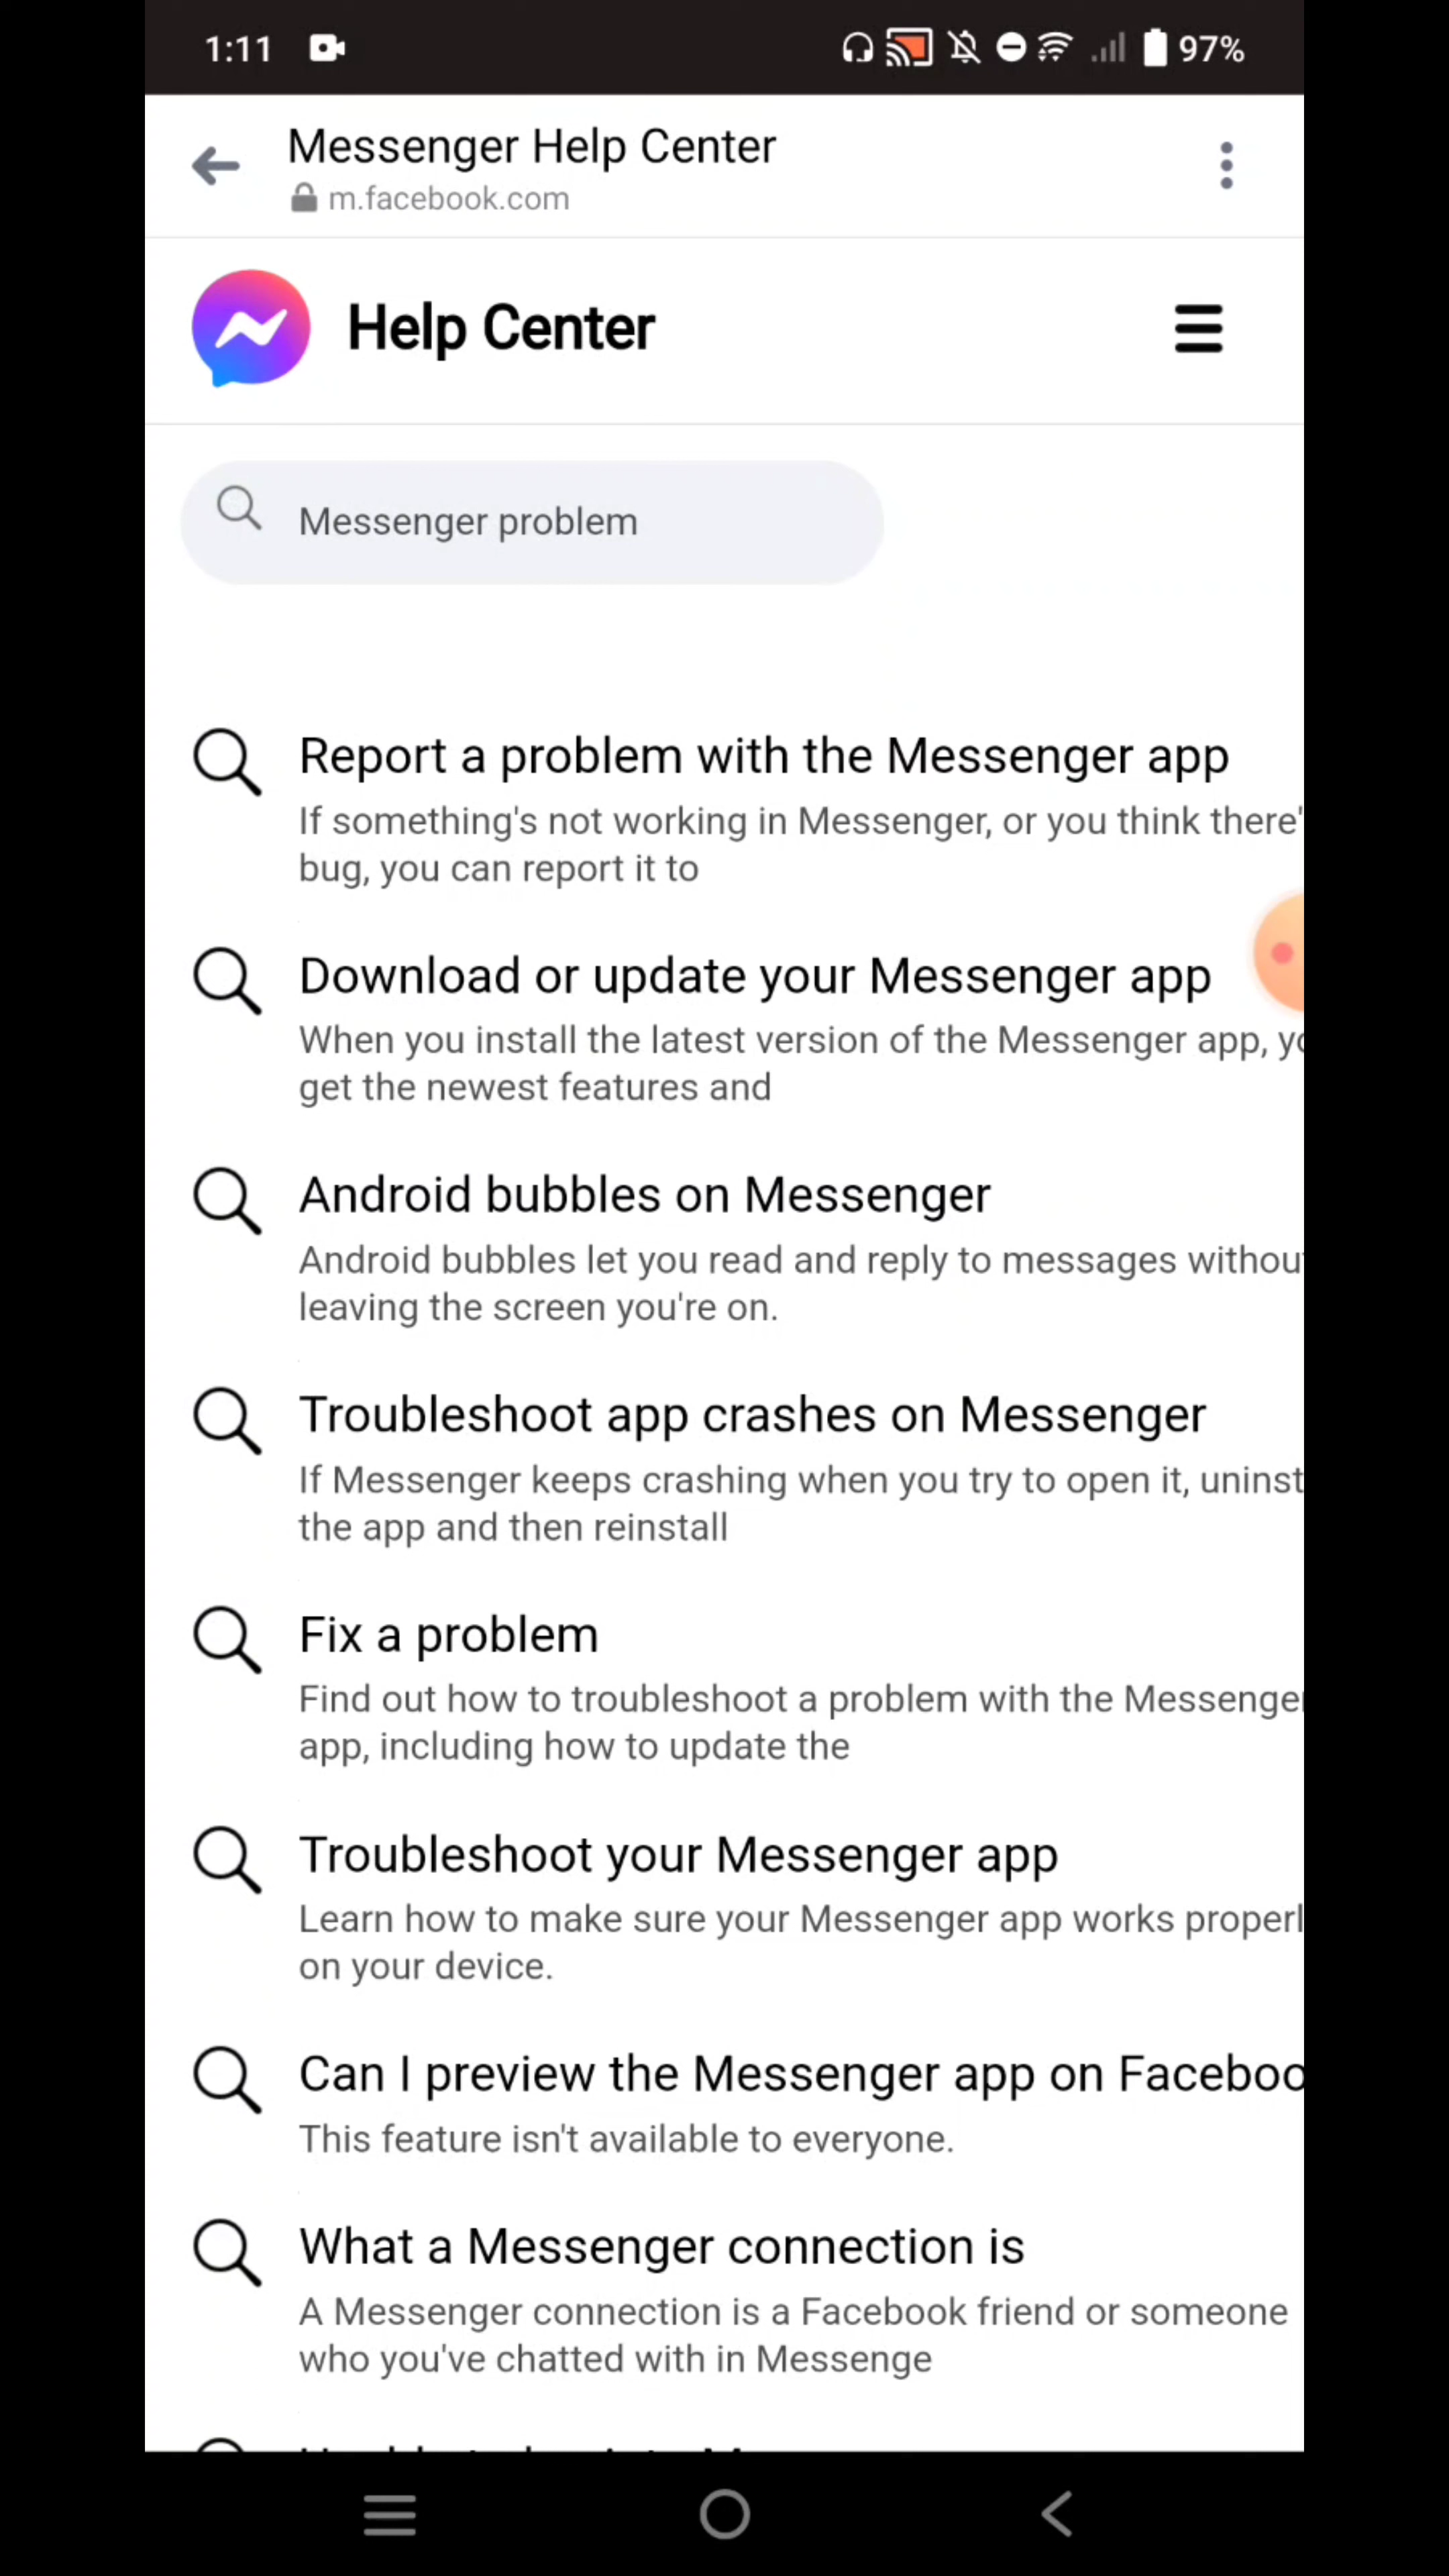 1:11
97%
Messenger Help Center
m.facebook.com
Help Center
Messenger problem
Report a problem with the Messenger app
If something's not working in Messenger, or you think there'
bug, you can report it to
Download or update your Messenger app
When you install the latest version of the Messenger app, yo
get the newest features and
Android bubbles on Messenger
Android bubbles let you read and reply to messages withou
leaving the screen you're on.
Troubleshoot app crashes on Messenger
If Messenger keeps crashing when you try to open it, uninst
the app and then reinstall
Fix a problem
Find out how to troubleshoot a problem with the Messenger
app, including how to update the
Troubleshoot your Messenger app
Learn how to make sure your Messenger app works properl
on your device.
Can I preview the Messenger app on Faceboo
This feature isn't available to everyone.
What a Messenger connection is
A Messenger connection is a Facebook friend or someone
who you've chatted with in Messenge